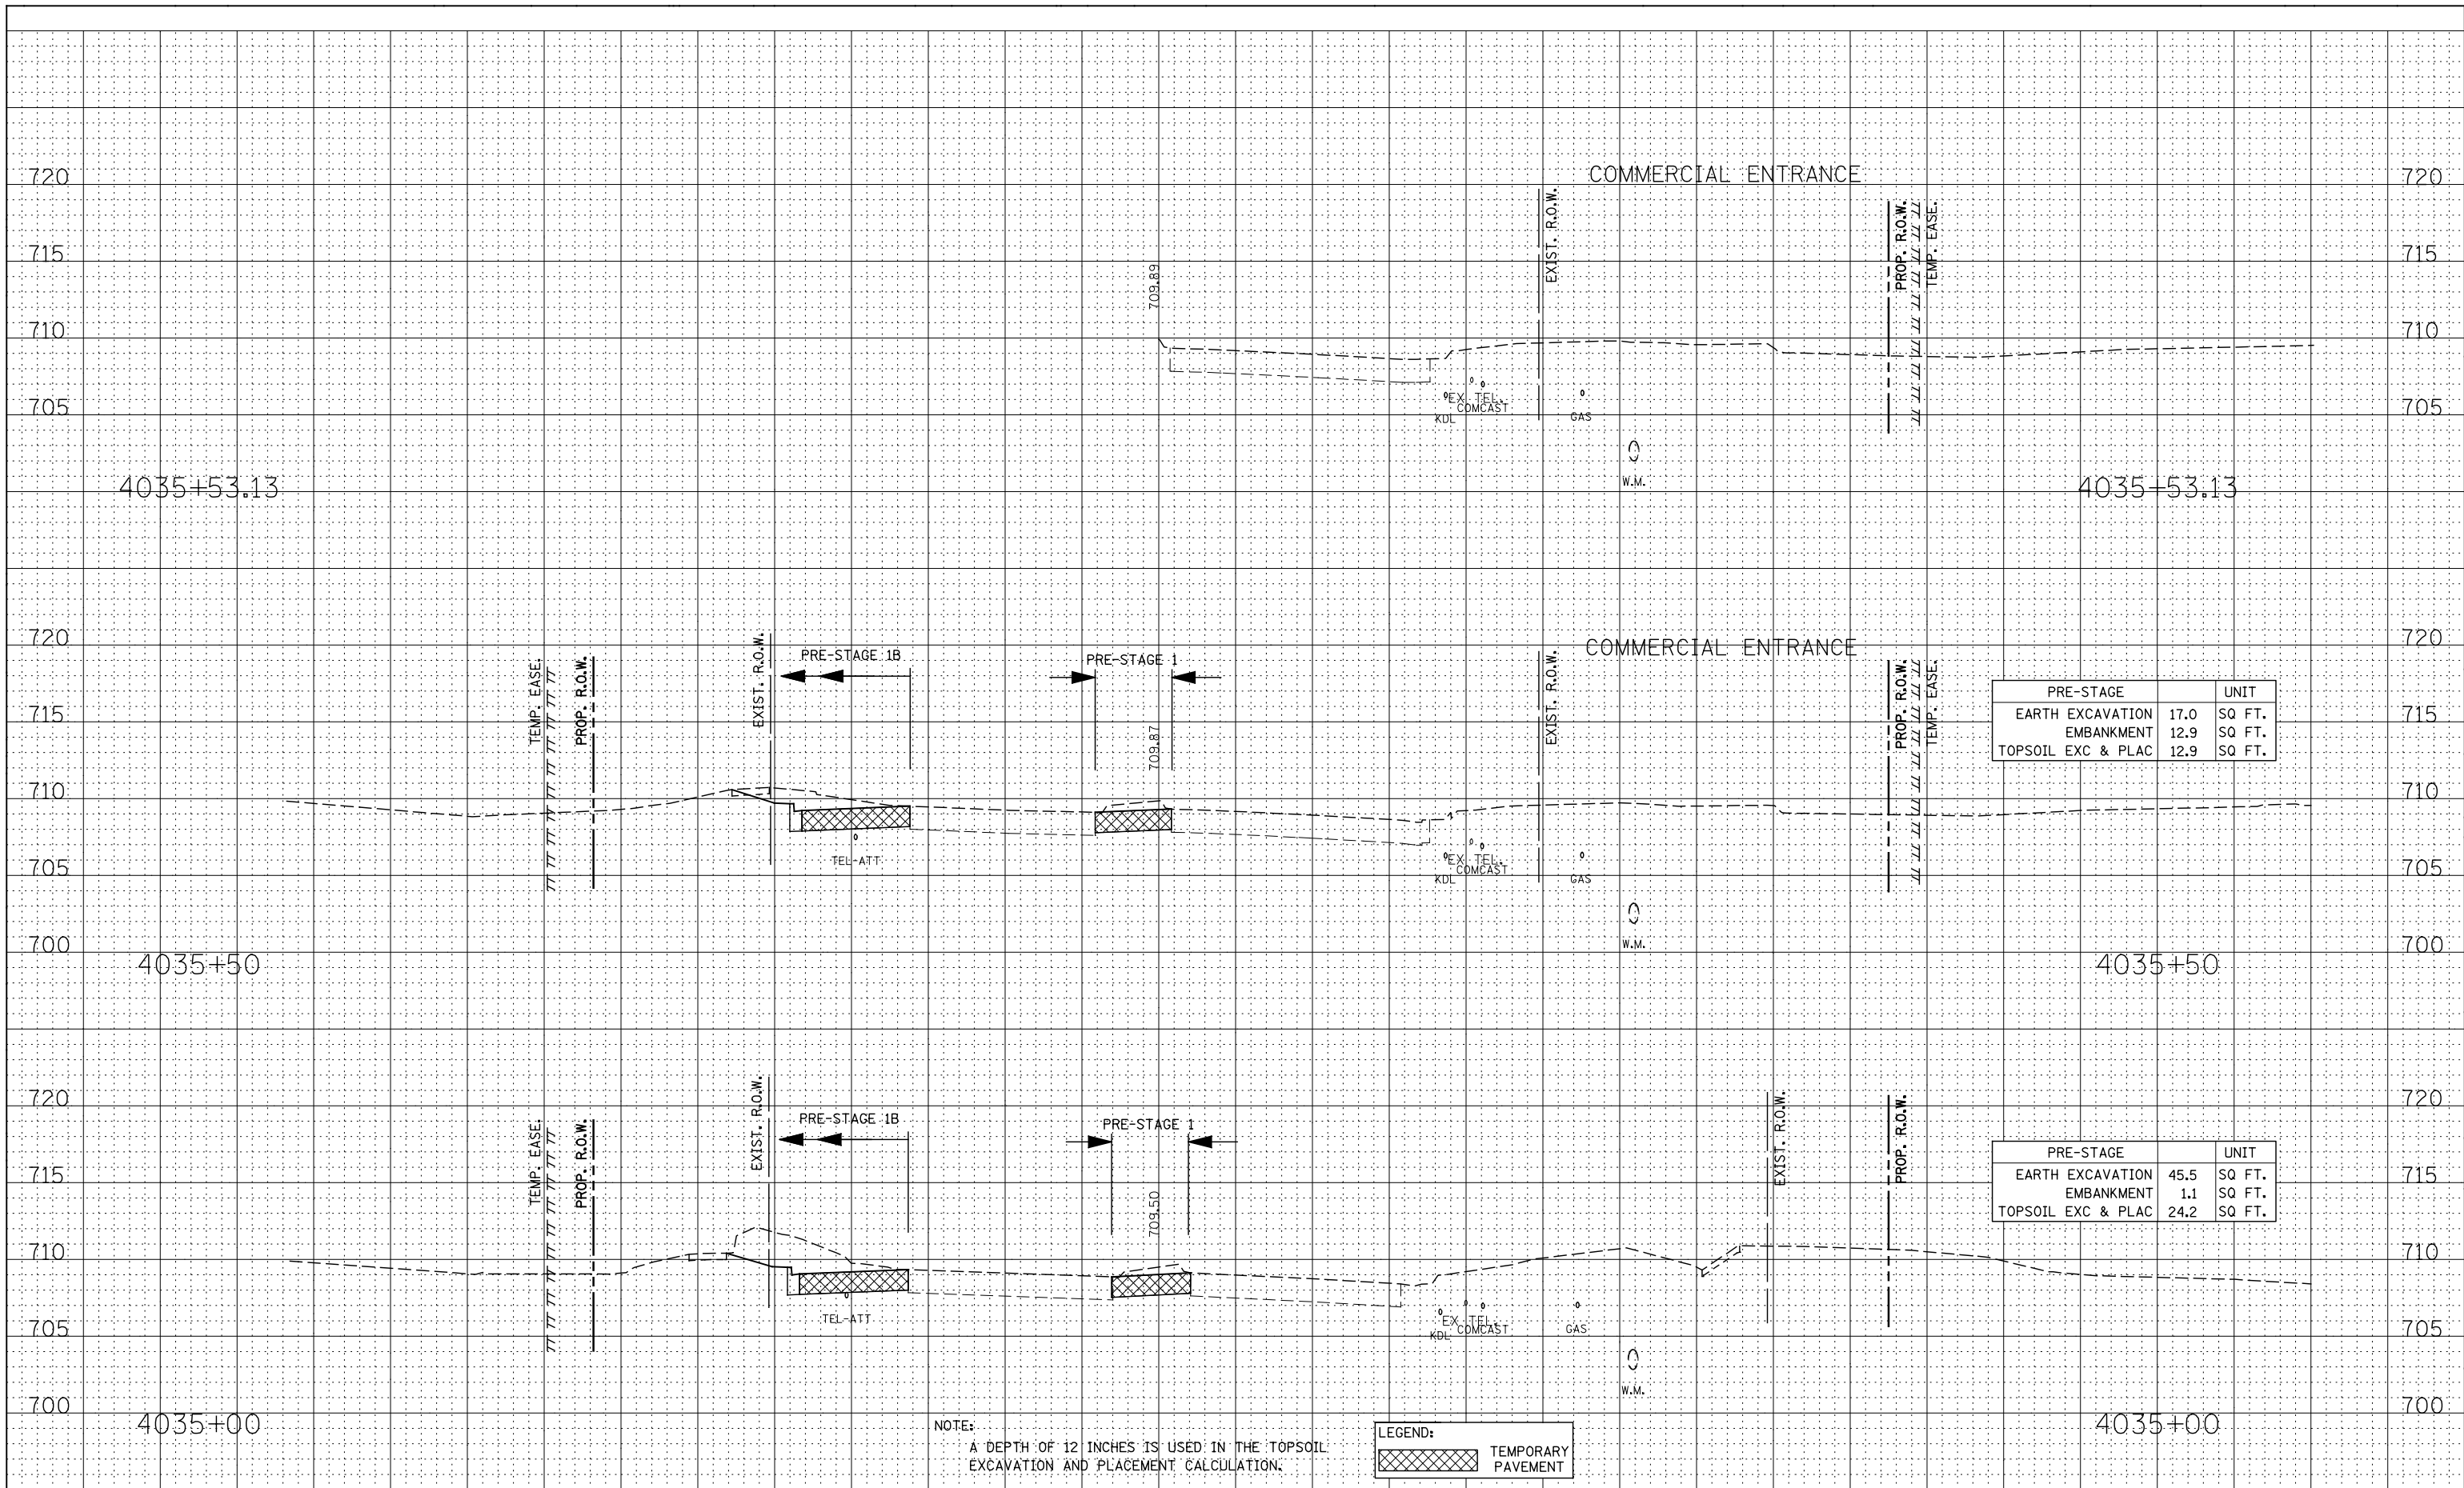 COMMERCIAL ENTRANCE
720 720
EXIST. R.O.W.
PROP. R.O.W.
TEMP. EASE.
715 715
709.89
710 710
705 705
EX TEL.
COMCAST
KDL
GAS
W.M.
4035+53.13 4035+53.13
720 720
COMMERCIAL ENTRANCE
TEMP. EASE.
PROP. R.O.W.
EXIST. R.O.W.
PRE-STAGE 1B
PRE-STAGE 1
EXIST. R.O.W.
PROP. R.O.W.
TEMP. EASE.
PRE-STAGE UNIT
EARTH EXCAVATION 17.0 SQ FT.
EMBANKMENT 12.9 SQ FT.
TOPSOIL EXC & PLAC 12.9 SQ FT.
715 715
709.87
710 710
TEL-ATT
705 705
EX TEL.
COMCAST
KDL
GAS
W.M.
700 700
4035+50 4035+50
720 720
TEMP. EASE.
PROP. R.O.W.
EXIST. R.O.W.
PRE-STAGE 1B
PRE-STAGE 1
EXIST. R.O.W.
PROP. R.O.W.
PRE-STAGE UNIT
EARTH EXCAVATION 45.5 SQ FT.
EMBANKMENT 1.1 SQ FT.
TOPSOIL EXC & PLAC 24.2 SQ FT.
715 715
709.50
710 710
TEL-ATT
705 705
EX TEL.
COMCAST
KDL
GAS
W.M.
700 700
4035+00 4035+00
NOTE:
A DEPTH OF 12 INCHES IS USED IN THE TOPSOIL
EXCAVATION AND PLACEMENT CALCULATION.
LEGEND:
TEMPORARY
PAVEMENT